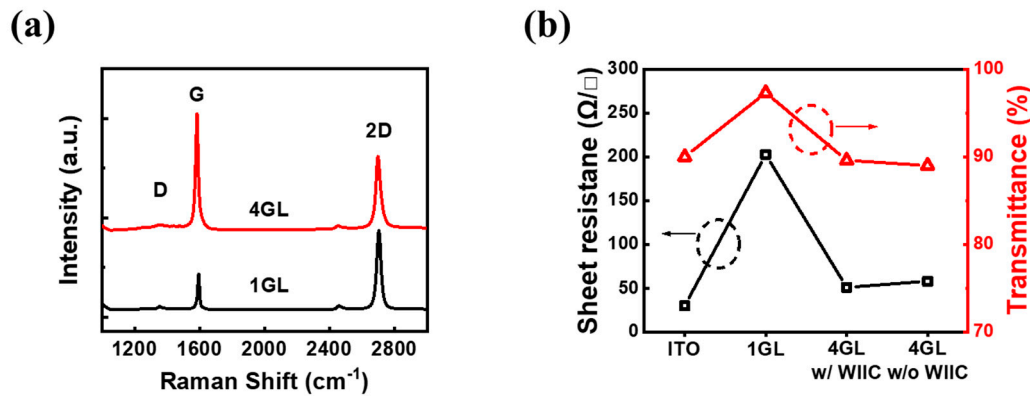 (a)
G
2D
D
4GL
1GL
Intensity (a.u.)
1200 1600 2000 2400 2800
Raman Shift (cm⁻¹)
(b)
300
250
200
150
100
50
0
Sheet resistane (Ω/□)
100
90
80
70
Transmittance (%)
ITO 1GL 4GL 4GL
w/ WIIC w/o WIIC